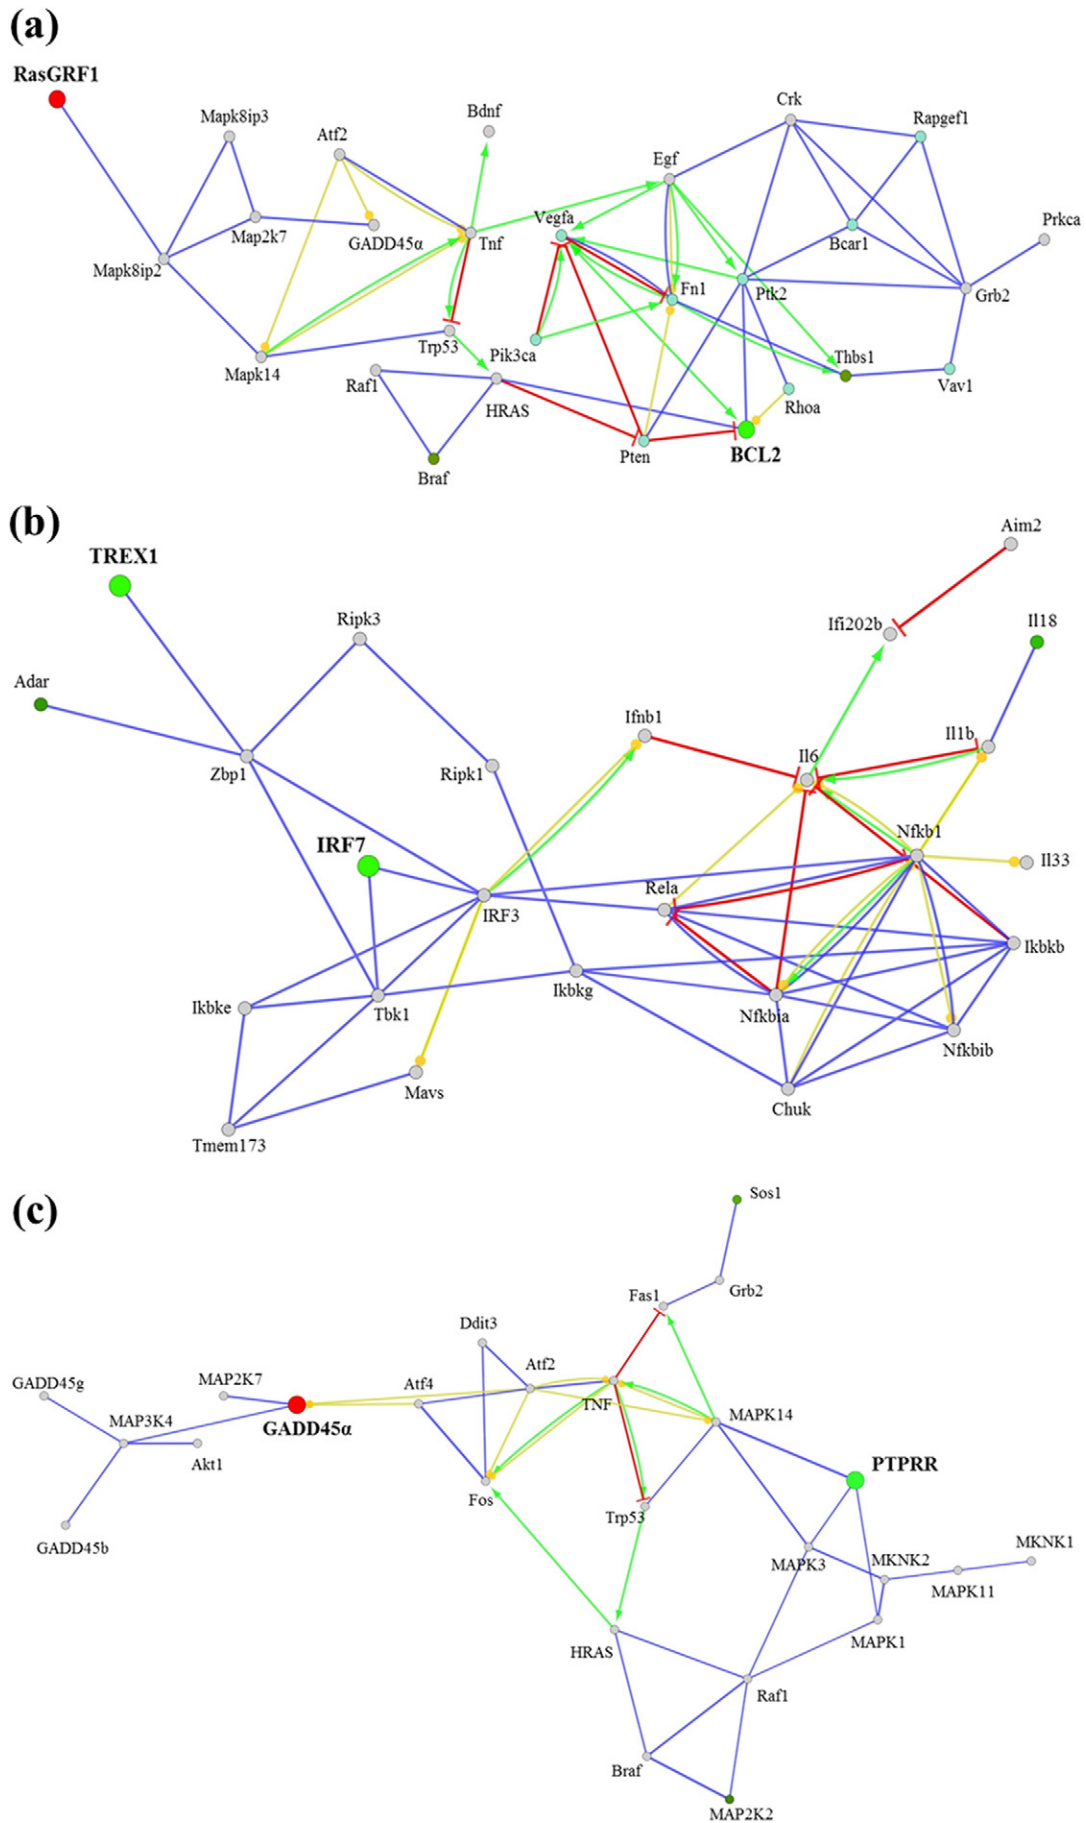 (a)
RasGRF1
Mapk8ip3
Atf2
Bdnf
Crk
Rapgef1
Egf
Vegfa
Prkca
Map2k7
GADD45α
Tnf
Bcar1
Mapk8ip2
Fn1
Ptk2
Grb2
Trp53
Pik3ca
Thbs1
Mapk14
Raf1
HRAS
Rhoa
Vav1
Pten
BCL2
Braf
(b)
TREX1
Aim2
Ripk3
Ifi202b
Il18
Adar
Ifnb1
Il1b
Zbp1
Ripk1
Il6
IRF7
Nfkb1
Il33
Rela
IRF3
Ikbkb
Ikbke
Tbk1
Ikbkg
Nfkbia
Nfkbib
Mavs
Chuk
Tmem173
(c)
Sos1
Grb2
Fas1
Ddit3
Atf2
GADD45g
MAP2K7
Atf4
TNF
MAPK14
MAP3K4
GADD45α
Akt1
PTPRR
Fos
Trp53
GADD45b
MAPK3
MKNK2
MKNK1
MAPK11
HRAS
MAPK1
Raf1
Braf
MAP2K2